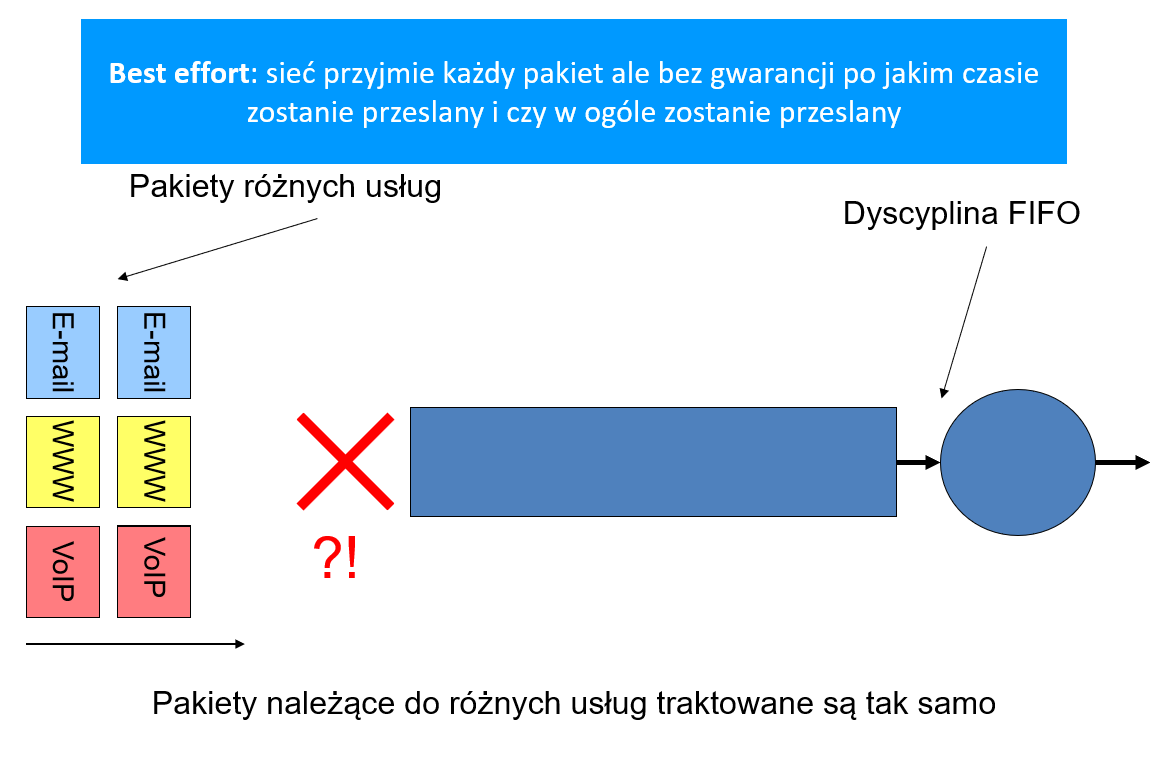 Best effort: sieć przyjmie każdy pakiet ale bez gwarancji po jakim czasie
zostanie przeslany i czy w ogóle zostanie przeslany
Pakiety różnych usług
Dyscyplina FIFO
E-mail
E-mail
WWW
WWW
VoIP
VoIP
?!
Pakiety należące do różnych usług traktowane są tak samo